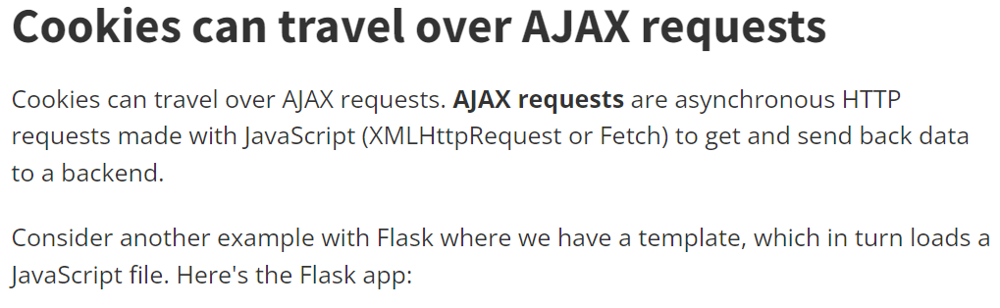 Cookies can travel over AJAX requests
Cookies can travel over AJAX requests. AJAX requests are asynchronous HTTP
requests made with JavaScript (XMLHttpRequest or Fetch) to get and send back data
to a backend.
Consider another example with Flask where we have a template, which in turn loads a
JavaScript file. Here's the Flask app: